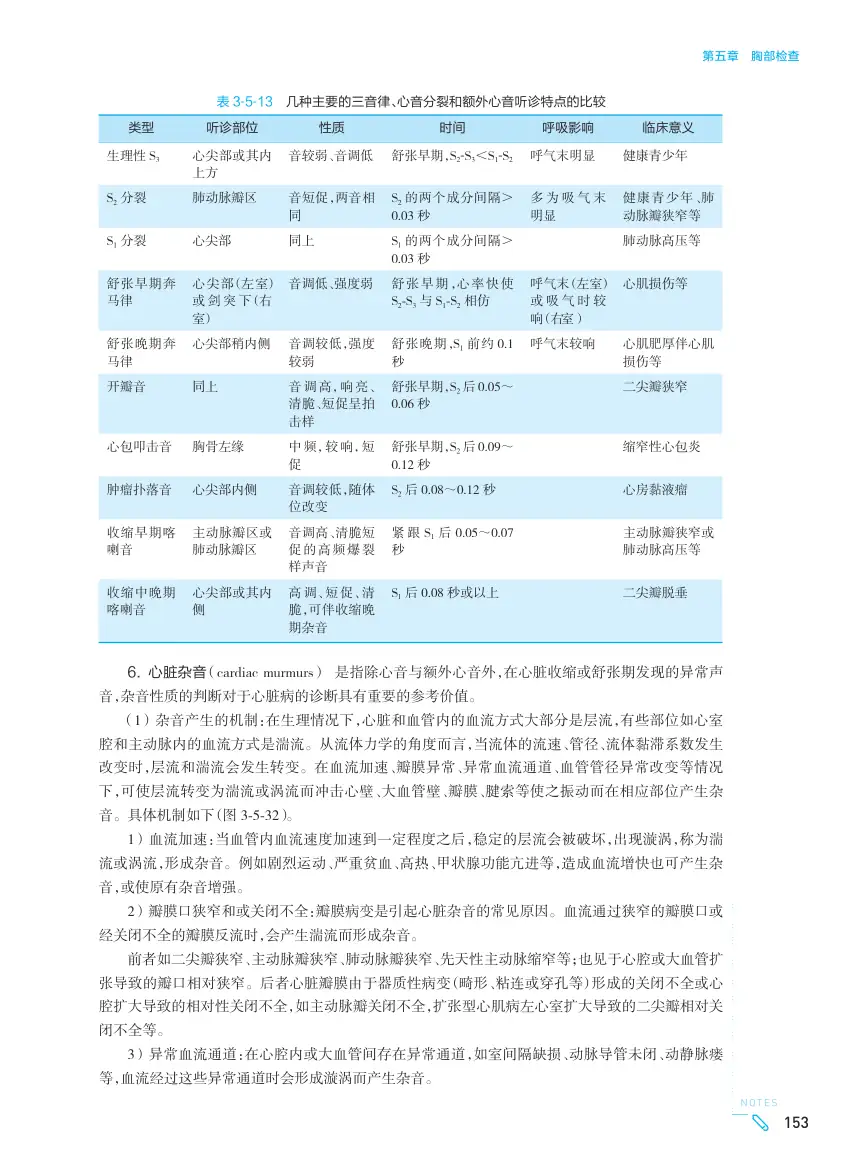 第五章　胸部检查
表 3-5-13　几种主要的三音律、心音分裂和额外心音听诊特点的比较
类型　听诊部位　性质　时间　呼吸影响　临床意义
生理性 S₃　心尖部或其内　音较弱、音调低　舒张早期,S₂-S₃＜S₁-S₂　呼气末明显　健康青少年
上方
S₂ 分裂　肺动脉瓣区　音短促,两音相　S₂ 的两个成分间隔＞　多为吸气末　健康青少年、肺
同　0.03 秒　明显　动脉瓣狭窄等
S₁ 分裂　心尖部　同上　S₁ 的两个成分间隔＞　肺动脉高压等
0.03 秒
舒张早期奔　心尖部(左室)　音调低、强度弱　舒张早期,心率快使　呼气末(左室)　心肌损伤等
马律　或剑突下(右　S₂-S₃ 与 S₁-S₂ 相仿　或吸气时较
室)　响(右室)
舒张晚期奔　心尖部稍内侧　音调较低,强度　舒张晚期,S₁ 前约 0.1　呼气末较响　心肌肥厚伴心肌
马律　较弱　秒　损伤等
开瓣音　同上　音调高,响亮、　舒张早期,S₂ 后 0.05～　二尖瓣狭窄
清脆、短促呈拍　0.06 秒
击样
心包叩击音　胸骨左缘　中频,较响,短　舒张早期,S₂ 后 0.09～　缩窄性心包炎
促　0.12 秒
肿瘤扑落音　心尖部内侧　音调较低,随体　S₂ 后 0.08～0.12 秒　心房黏液瘤
位改变
收缩早期喀　主动脉瓣区或　音调高、清脆短　紧跟 S₁ 后 0.05～0.07　主动脉瓣狭窄或
喇音　肺动脉瓣区　促的高频爆裂　秒　肺动脉高压等
样声音
收缩中晚期　心尖部或其内　高调、短促、清　S₁ 后 0.08 秒或以上　二尖瓣脱垂
喀喇音　侧　脆,可伴收缩晚
期杂音
6. 心脏杂音(cardiac murmurs)　是指除心音与额外心音外,在心脏收缩或舒张期发现的异常声
音,杂音性质的判断对于心脏病的诊断具有重要的参考价值。
(1)杂音产生的机制:在生理情况下,心脏和血管内的血流方式大部分是层流,有些部位如心室
腔和主动脉内的血流方式是湍流。从流体力学的角度而言,当流体的流速、管径、流体黏滞系数发生
改变时,层流和湍流会发生转变。在血流加速、瓣膜异常、异常血流通道、血管管径异常改变等情况
下,可使层流转变为湍流或涡流而冲击心壁、大血管壁、瓣膜、腱索等使之振动而在相应部位产生杂
音。具体机制如下(图 3-5-32)。
1)血流加速:当血管内血流速度加速到一定程度之后,稳定的层流会被破坏,出现漩涡,称为湍
流或涡流,形成杂音。例如剧烈运动、严重贫血、高热、甲状腺功能亢进等,造成血流增快也可产生杂
音,或使原有杂音增强。
2)瓣膜口狭窄和或关闭不全:瓣膜病变是引起心脏杂音的常见原因。血流通过狭窄的瓣膜口或
经关闭不全的瓣膜反流时,会产生湍流而形成杂音。
前者如二尖瓣狭窄、主动脉瓣狭窄、肺动脉瓣狭窄、先天性主动脉缩窄等;也见于心腔或大血管扩
张导致的瓣口相对狭窄。后者心脏瓣膜由于器质性病变(畸形、粘连或穿孔等)形成的关闭不全或心
腔扩大导致的相对性关闭不全,如主动脉瓣关闭不全,扩张型心肌病左心室扩大导致的二尖瓣相对关
闭不全等。
3)异常血流通道:在心腔内或大血管间存在异常通道,如室间隔缺损、动脉导管未闭、动静脉瘘
等,血流经过这些异常通道时会形成漩涡而产生杂音。
NOTES
153